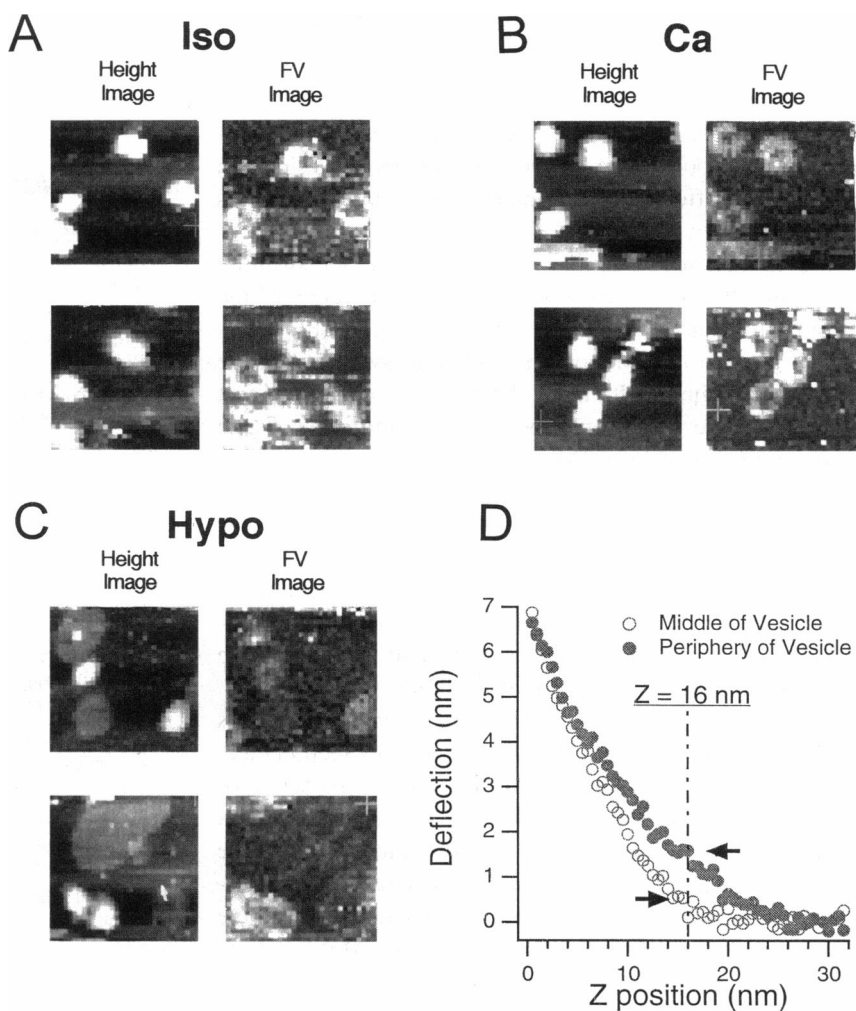 A
Iso
Height
Image
FV
Image
B
Ca
Height
Image
FV
Image
C
Hypo
Height
Image
FV
Image
D
7
6
5
4
3
2
1
0
Deflection (nm)
Middle of Vesicle
Periphery of Vesicle
Z = 16 nm
0
10
20
30
Z position (nm)